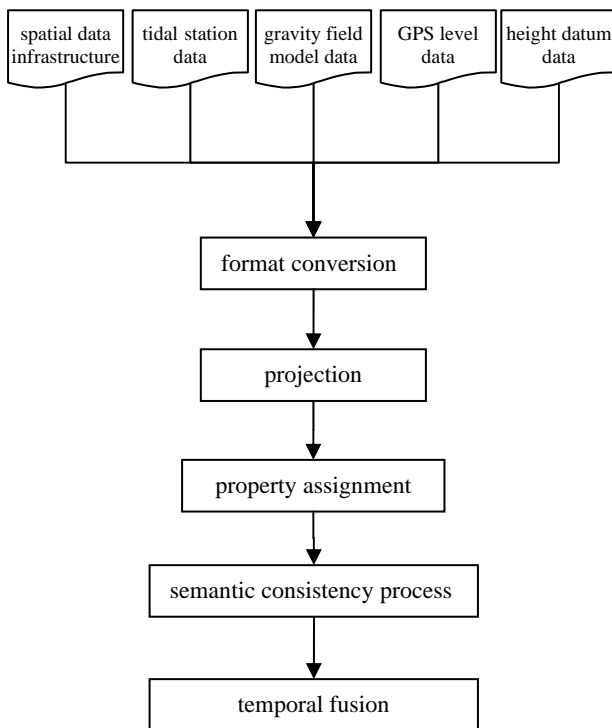 spatial data
infrastructure
tidal station
data
gravity field
model data
GPS level
data
height datum
data
format conversion
projection
property assignment
semantic consistency process
temporal fusion